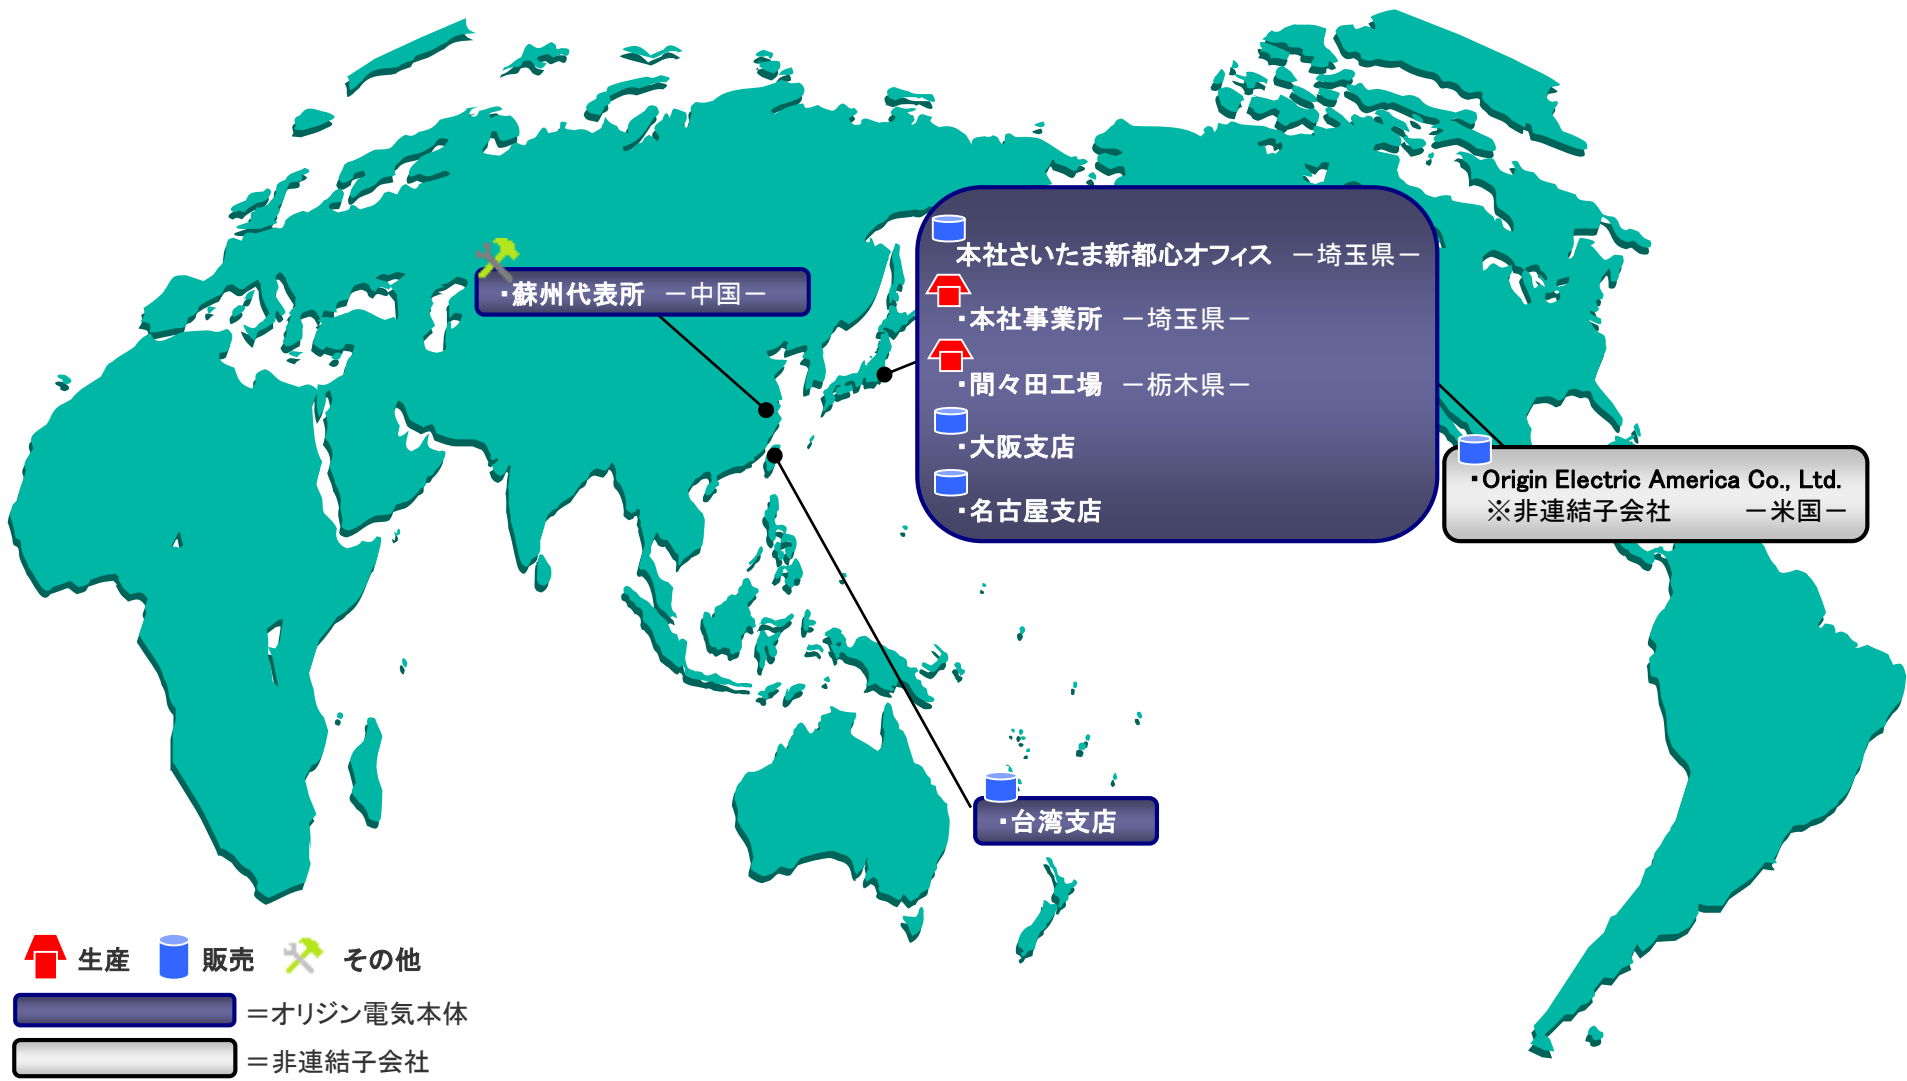 ・蘇州代表所　－中国－
本社さいたま新都心オフィス　－埼玉県－
・本社事業所　－埼玉県－
・間々田工場　－栃木県－
・大阪支店
・名古屋支店
・Origin Electric America Co., Ltd.
※非連結子会社　　　－米国－
・台湾支店
生産　販売　その他
＝オリジン電気本体
＝非連結子会社